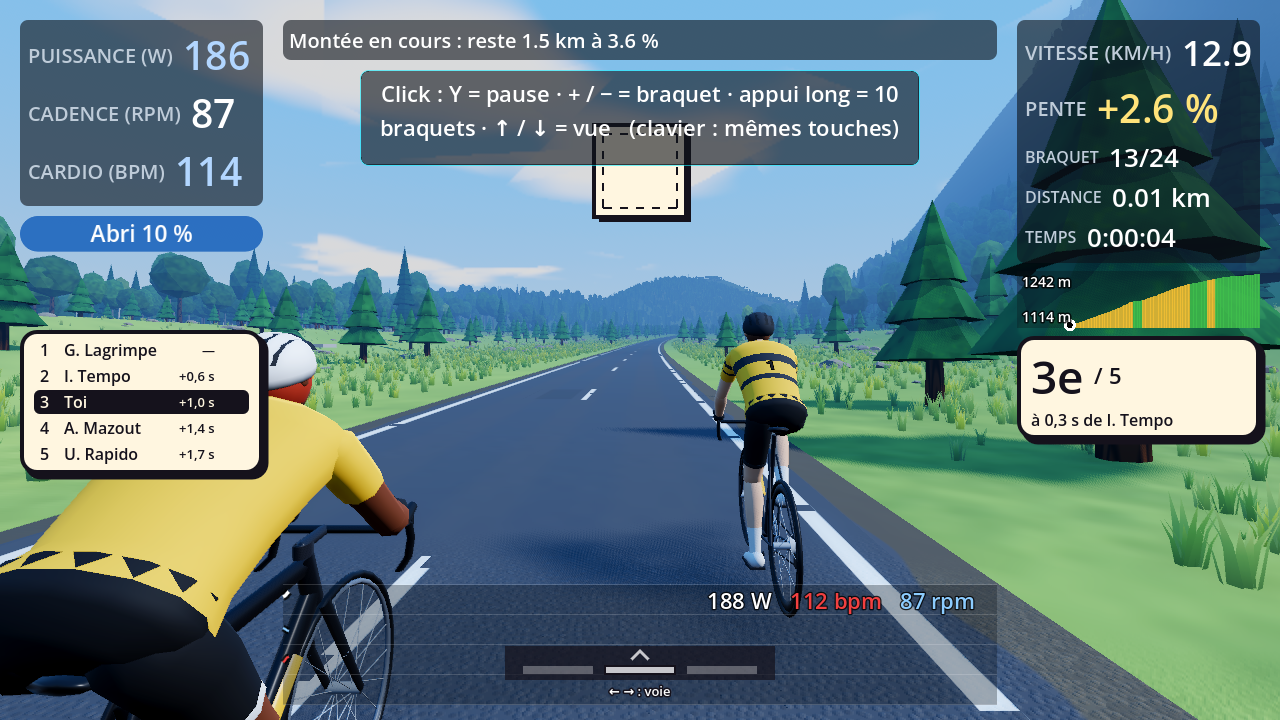 PUISSANCE (W) 186
CADENCE (RPM) 87
CARDIO (BPM) 114
Abri 10 %
Montée en cours : reste 1.5 km à 3.6 %
Click : Y = pause · + / − = braquet · appui long = 10
braquets · ↑ / ↓ = vue (clavier : mêmes touches)
VITESSE (KM/H) 12.9
PENTE +2.6 %
BRAQUET 13/24
DISTANCE 0.01 km
TEMPS 0:00:04
1242 m
1114 m
1 G. Lagrimpe —
2 I. Tempo +0,6 s
3 Toi +1,0 s
4 A. Mazout +1,4 s
5 U. Rapido +1,7 s
3e / 5
à 0,3 s de I. Tempo
1
188 W 112 bpm 87 rpm
← → : voie